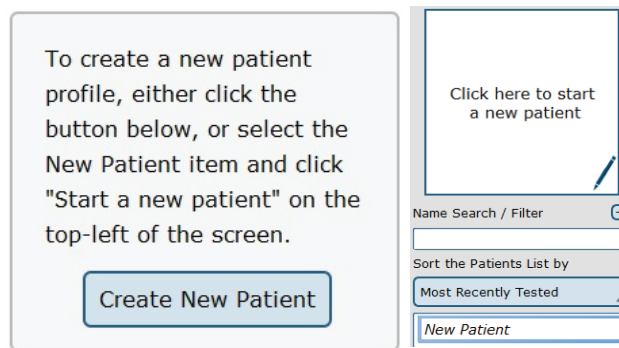 To create a new patient
profile, either click the
button below, or select the
New Patient item and click
"Start a new patient" on the
top-left of the screen.
Create New Patient
Click here to start
a new patient
Name Search / Filter
Sort the Patients List by
Most Recently Tested
New Patient